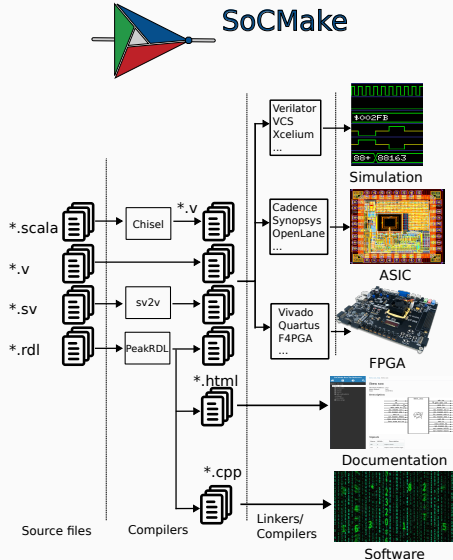 SoCMake
Verilator
VCS
Xcelium
...
$002FB
88+ 88163
Simulation
*.scala
Chisel
*.v
Cadence
Synopsys
OpenLane
...
ASIC
*.v
*.sv
sv2v
*.rdl
PeakRDL
Vivado
Quartus
F4PGA
...
FPGA
*.html
Documentation
*.cpp
Source files
Compilers
Linkers/
Compilers
Software